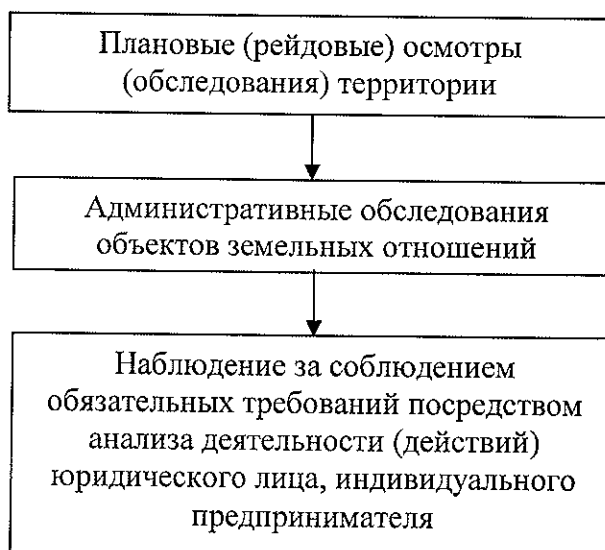 Плановые (рейдовые) осмотры
(обследования) территории
Административные обследования
объектов земельных отношений
Наблюдение за соблюдением
обязательных требований посредством
анализа деятельности (действий)
юридического лица, индивидуального
предпринимателя